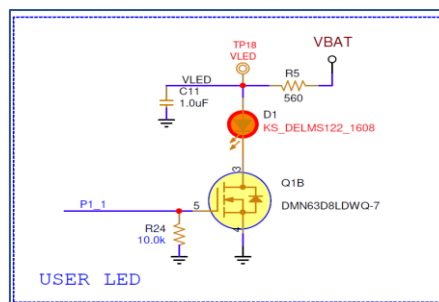 TP18
VLED
VBAT
VLED
R5
560
C11
1.0uF
D1
KS_DELMS122_1608
3
Q1B
DMN63D8LDWQ-7
P1_1
5
4
R24
10.0k
USER LED